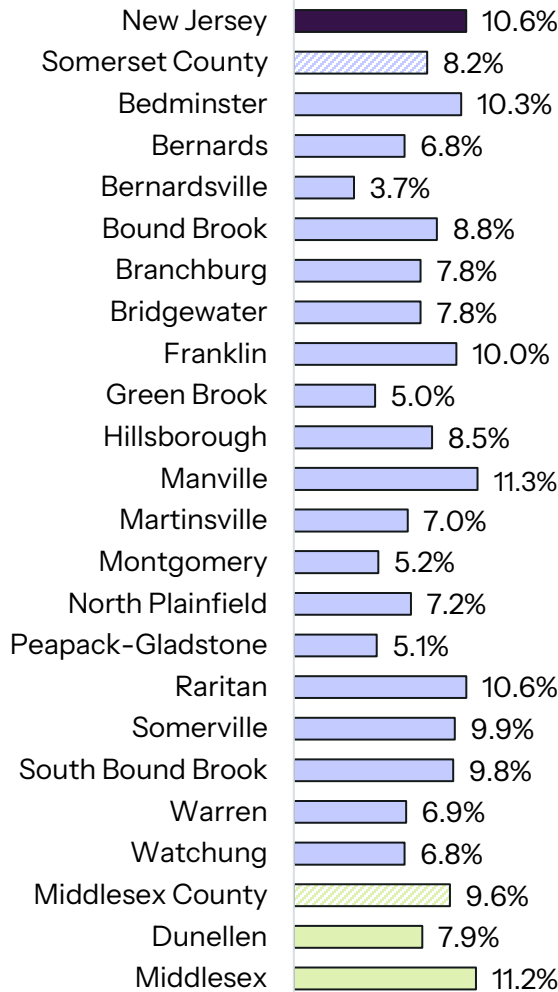 New Jersey 10.6%
Somerset County 8.2%
Bedminster 10.3%
Bernards 6.8%
Bernardsville 3.7%
Bound Brook 8.8%
Branchburg 7.8%
Bridgewater 7.8%
Franklin 10.0%
Green Brook 5.0%
Hillsborough 8.5%
Manville 11.3%
Martinsville 7.0%
Montgomery 5.2%
North Plainfield 7.2%
Peapack-Gladstone 5.1%
Raritan 10.6%
Somerville 9.9%
South Bound Brook 9.8%
Warren 6.9%
Watchung 6.8%
Middlesex County 9.6%
Dunellen 7.9%
Middlesex 11.2%